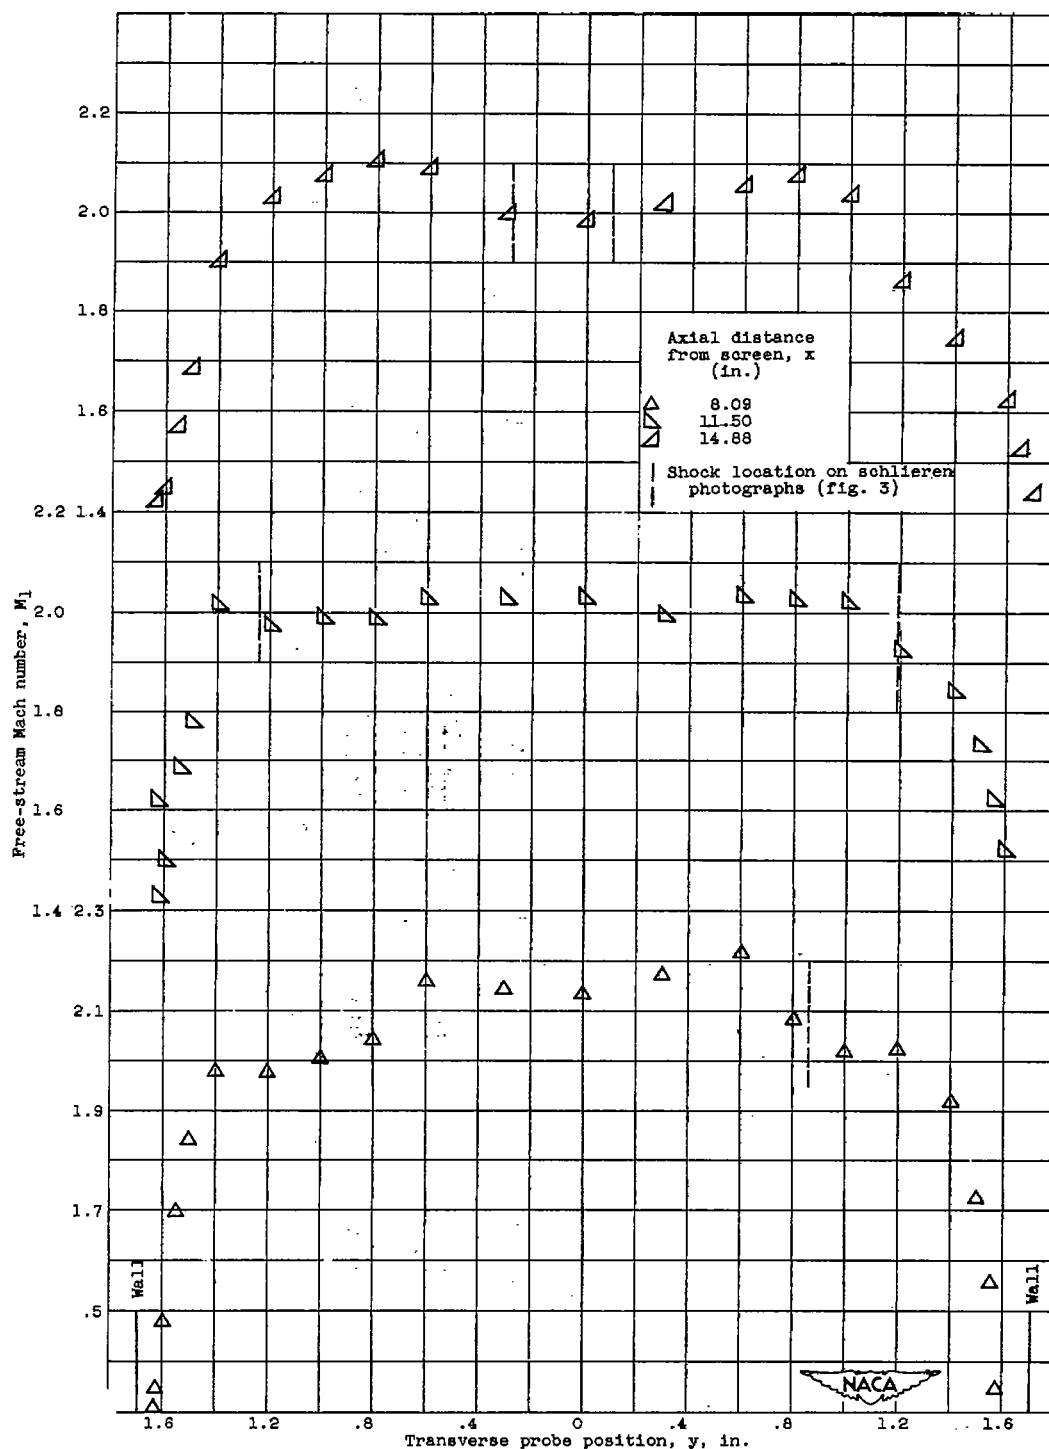 2.2
2.0
1.8
Axial distance
from screen, x
(in.)
8.09
11.50
14.88
Shock location on schlieren
photographs (fig. 3)
1.6
2.2 1.4
2.0
Free-stream Mach number, M1
1.8
1.6
1.4 2.3
2.1
1.9
1.7
Wall
Wall
.5
NACA
1.6 1.2 .8 .4 0 .4 .8 1.2 1.6
Transverse probe position, y, in.